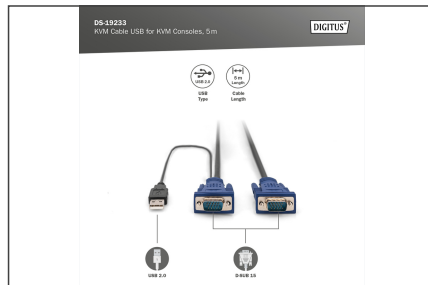 DS-19233
KVM Cable USB for KVM Consoles, 5 m
DIGITUS®
USB 2.0
5 m
Length
USB
Type
Cable
Length
USB 2.0
D-SUB 15